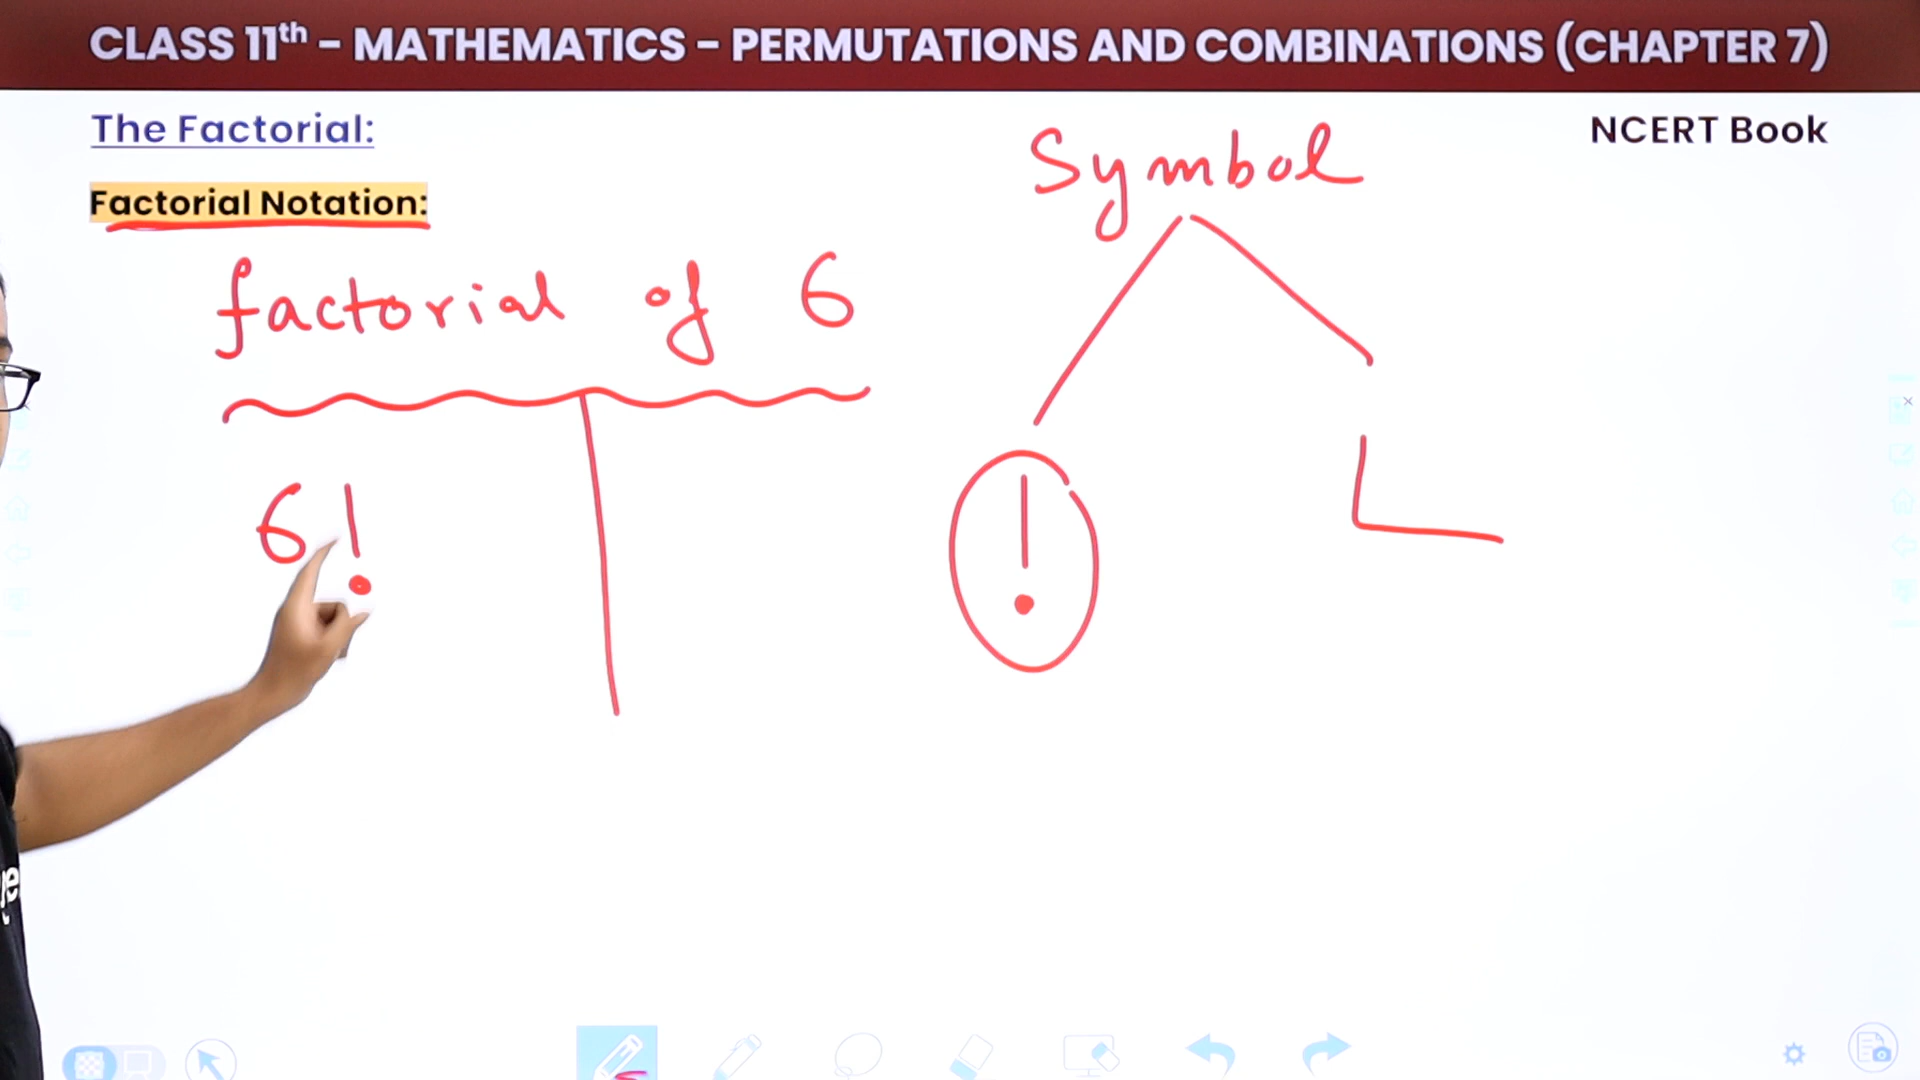 CLASS 11th – MATHEMATICS – PERMUTATIONS AND COMBINATIONS (CHAPTER 7)
The Factorial:
NCERT Book
Symbol
Factorial Notation:
factorial of 6
6!
!